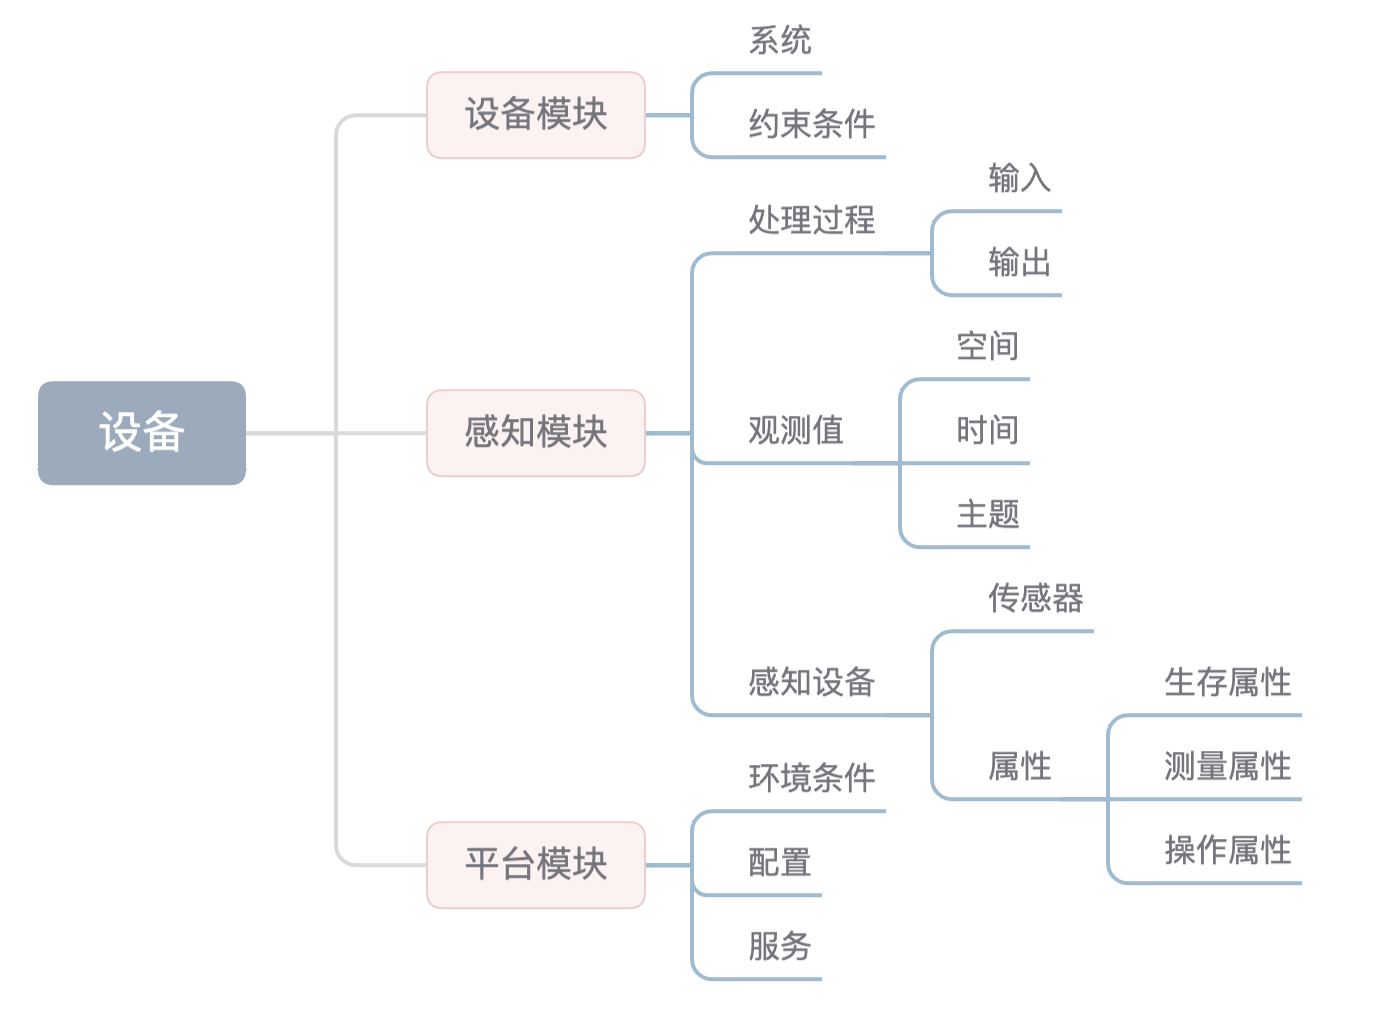 设备
设备模块
系统
约束条件
感知模块
处理过程
输入
输出
观测值
空间
时间
主题
感知设备
传感器
属性
生存属性
测量属性
操作属性
平台模块
环境条件
配置
服务